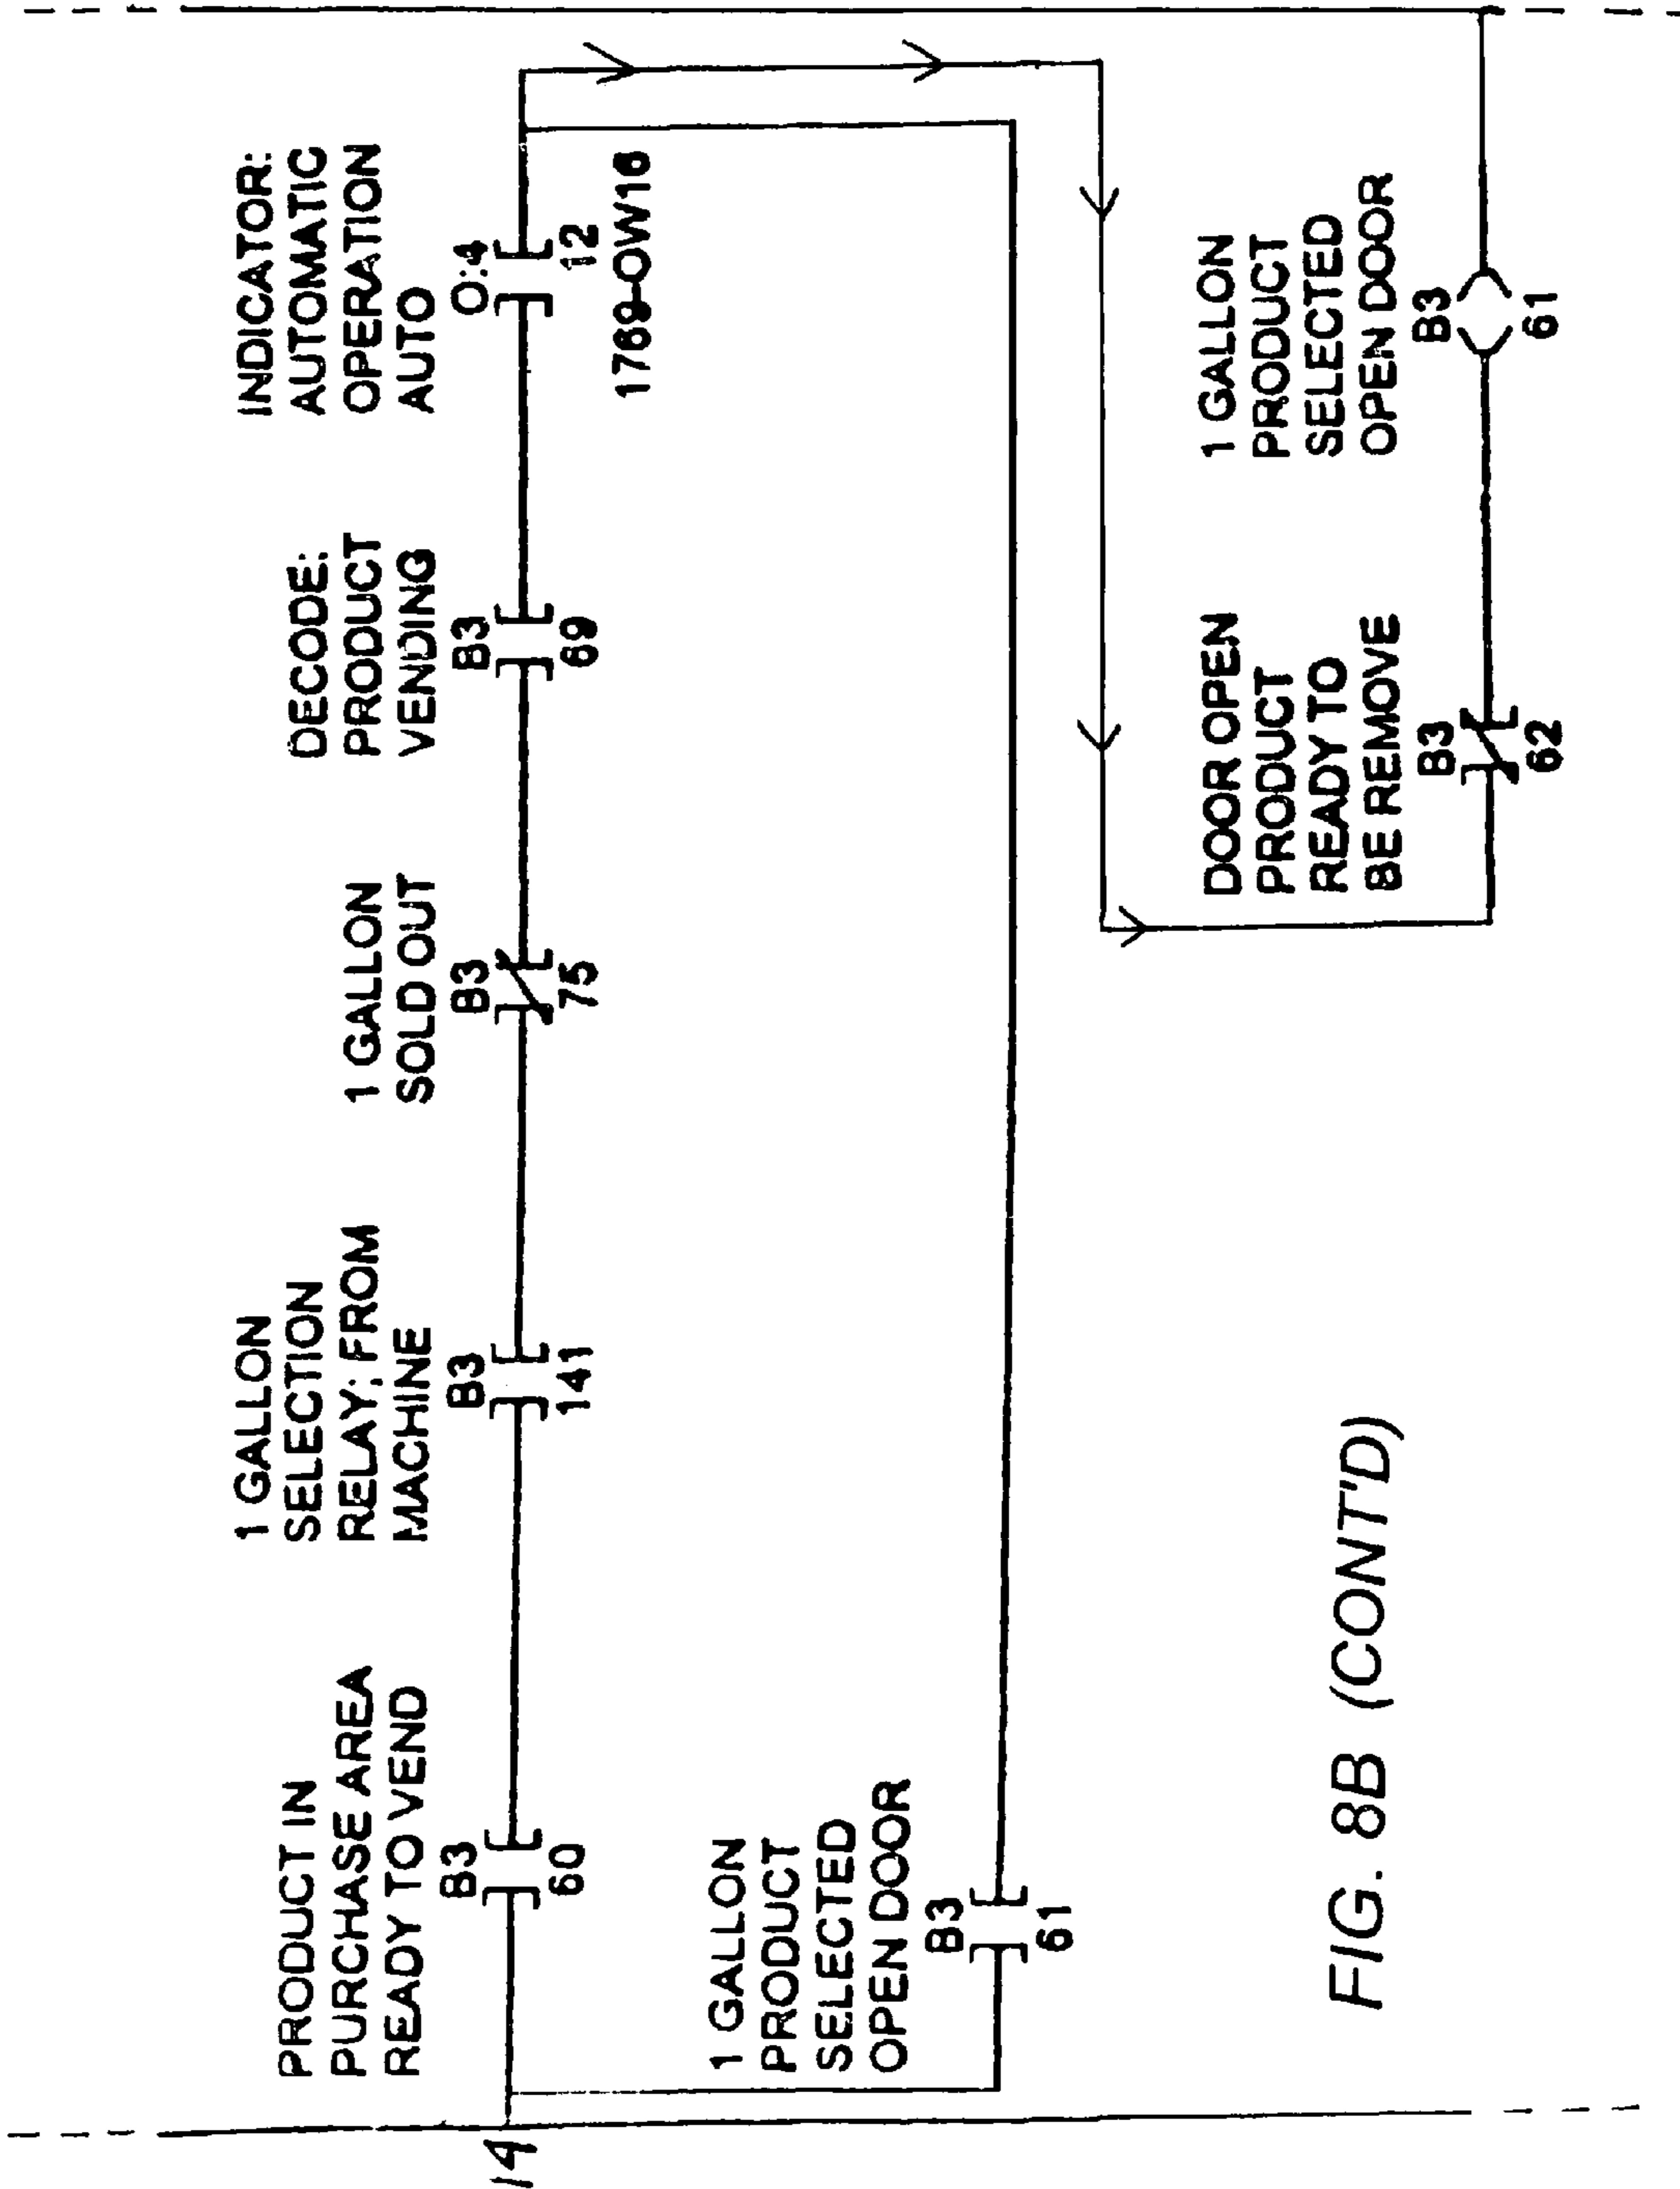 PRODUCT IN
PURCHASE AREA
READY TO VEND
B3
60
1 GALLON
SELECTION
RELAY: FROM
MACHINE
B3
141
1 GALLON
SOLD OUT
B3
75
DECODE:
PRODUCT
VENDING
B3
69
INDICATOR:
AUTOMATIC
OPERATION
AUTO
O:4
12
1769-OW16
14
1 GALLON
PRODUCT
SELECTED
OPEN DOOR
B3
61
DOOR OPEN
PRODUCT
READY TO
BE REMOVE
B3
62
1 GALLON
PRODUCT
SELECTED
OPEN DOOR
B3
61
FIG. 8B (CONT'D)